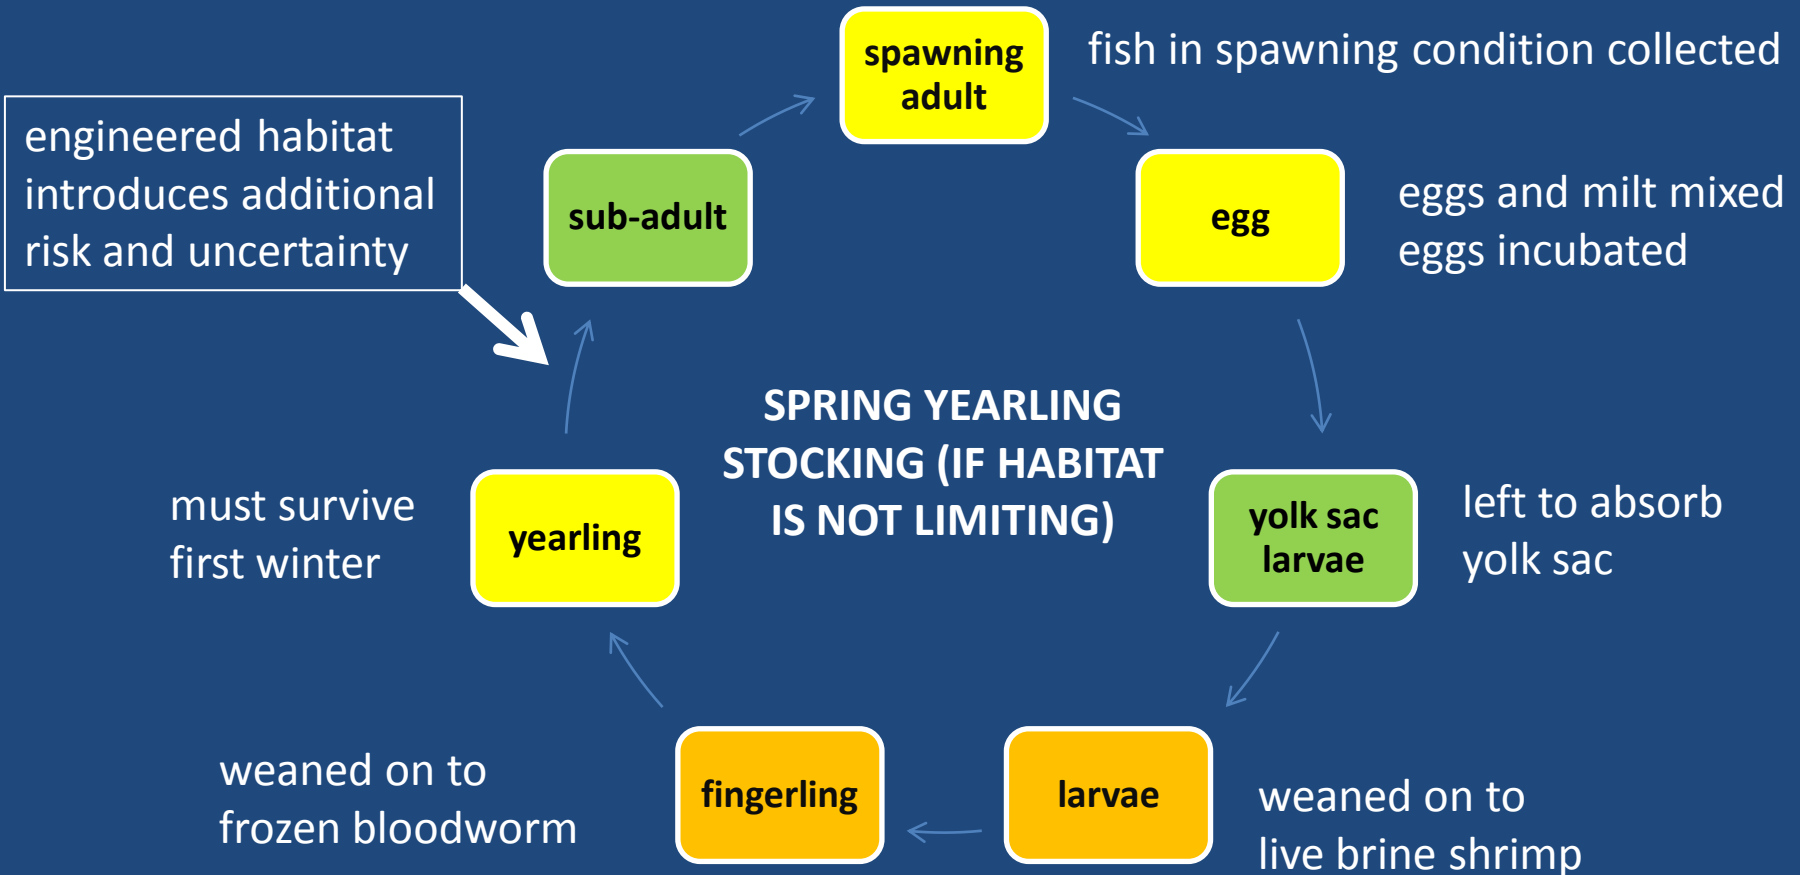 spawning
adult
fish in spawning condition collected
engineered habitat
introduces additional
risk and uncertainty
sub-adult
egg
eggs and milt mixed
eggs incubated
SPRING YEARLING
STOCKING (IF HABITAT
IS NOT LIMITING)
must survive
first winter
yearling
yolk sac
larvae
left to absorb
yolk sac
weaned on to
frozen bloodworm
fingerling
larvae
weaned on to
live brine shrimp